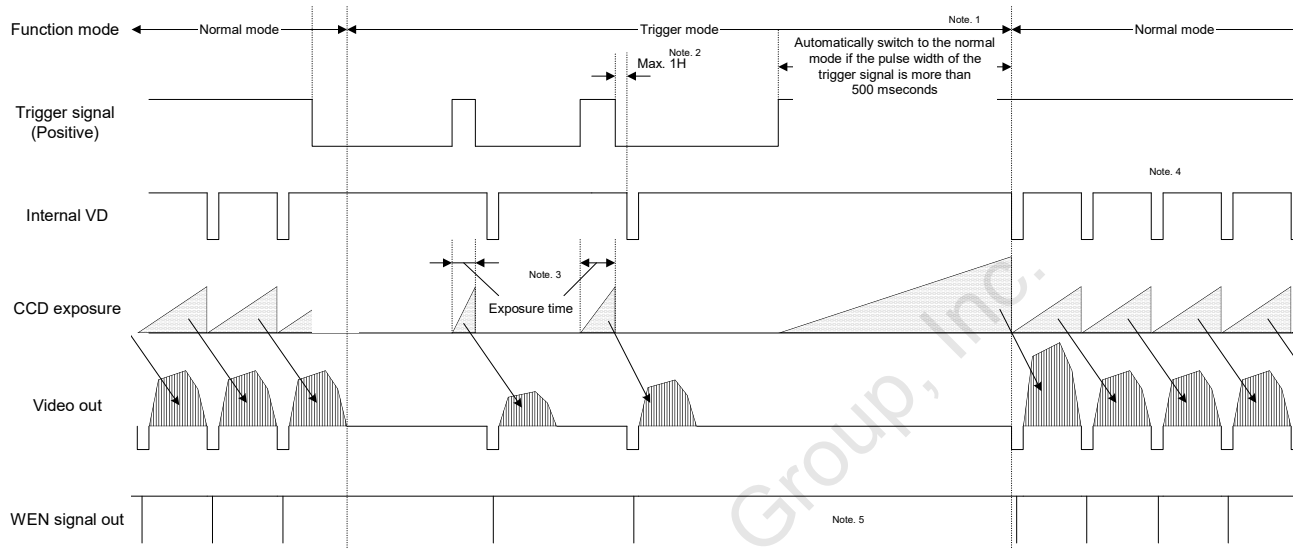 Function mode
Normal mode
Trigger mode
Note. 1
Normal mode
Note. 2
Max. 1H
Automatically switch to the normal
mode if the pulse width of the
trigger signal is more than
500 mseconds
Trigger signal
(Positive)
Note. 4
Internal VD
Note. 3
CCD exposure
Exposure time
Video out
Group, Inc.
WEN signal out
Note. 5